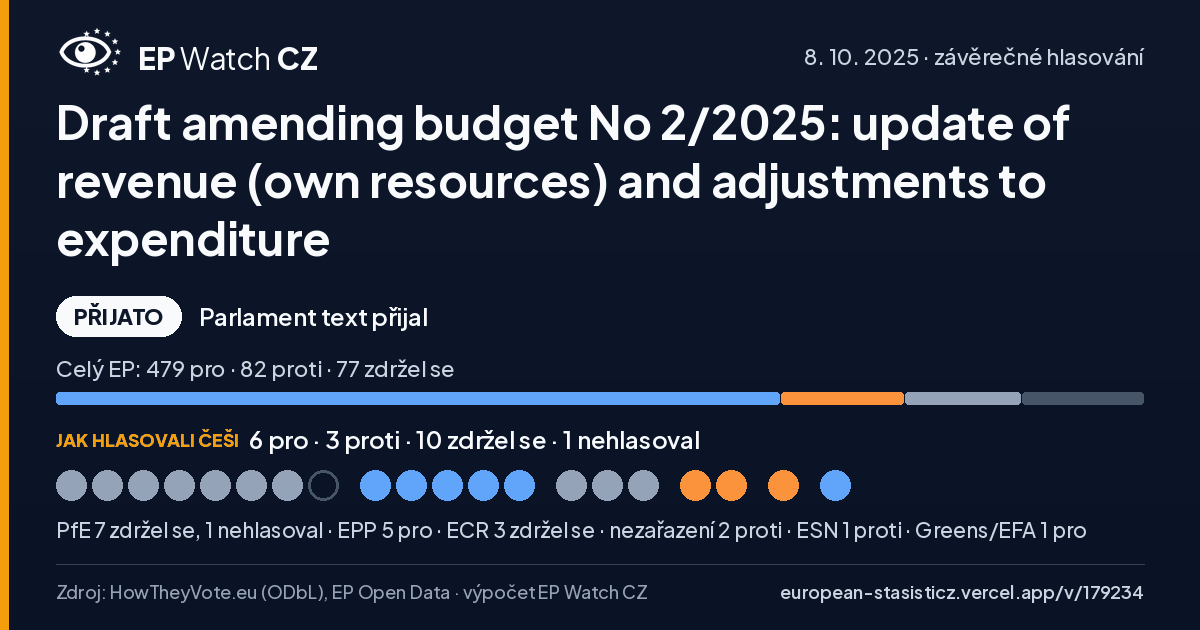 EP Watch CZ
8. 10. 2025 · závěrečné hlasování
Draft amending budget No 2/2025: update of
revenue (own resources) and adjustments to
expenditure
PŘIJATO Parlament text přijal
Celý EP: 479 pro · 82 proti · 77 zdržel se
JAK HLASOVALI ČEŠI 6 pro · 3 proti · 10 zdržel se · 1 nehlasoval
PfE 7 zdržel se, 1 nehlasoval · EPP 5 pro · ECR 3 zdržel se · nezařazení 2 proti · ESN 1 proti · Greens/EFA 1 pro
Zdroj: HowTheyVote.eu (ODbL), EP Open Data · výpočet EP Watch CZ
european-stasisticz.vercel.app/v/179234